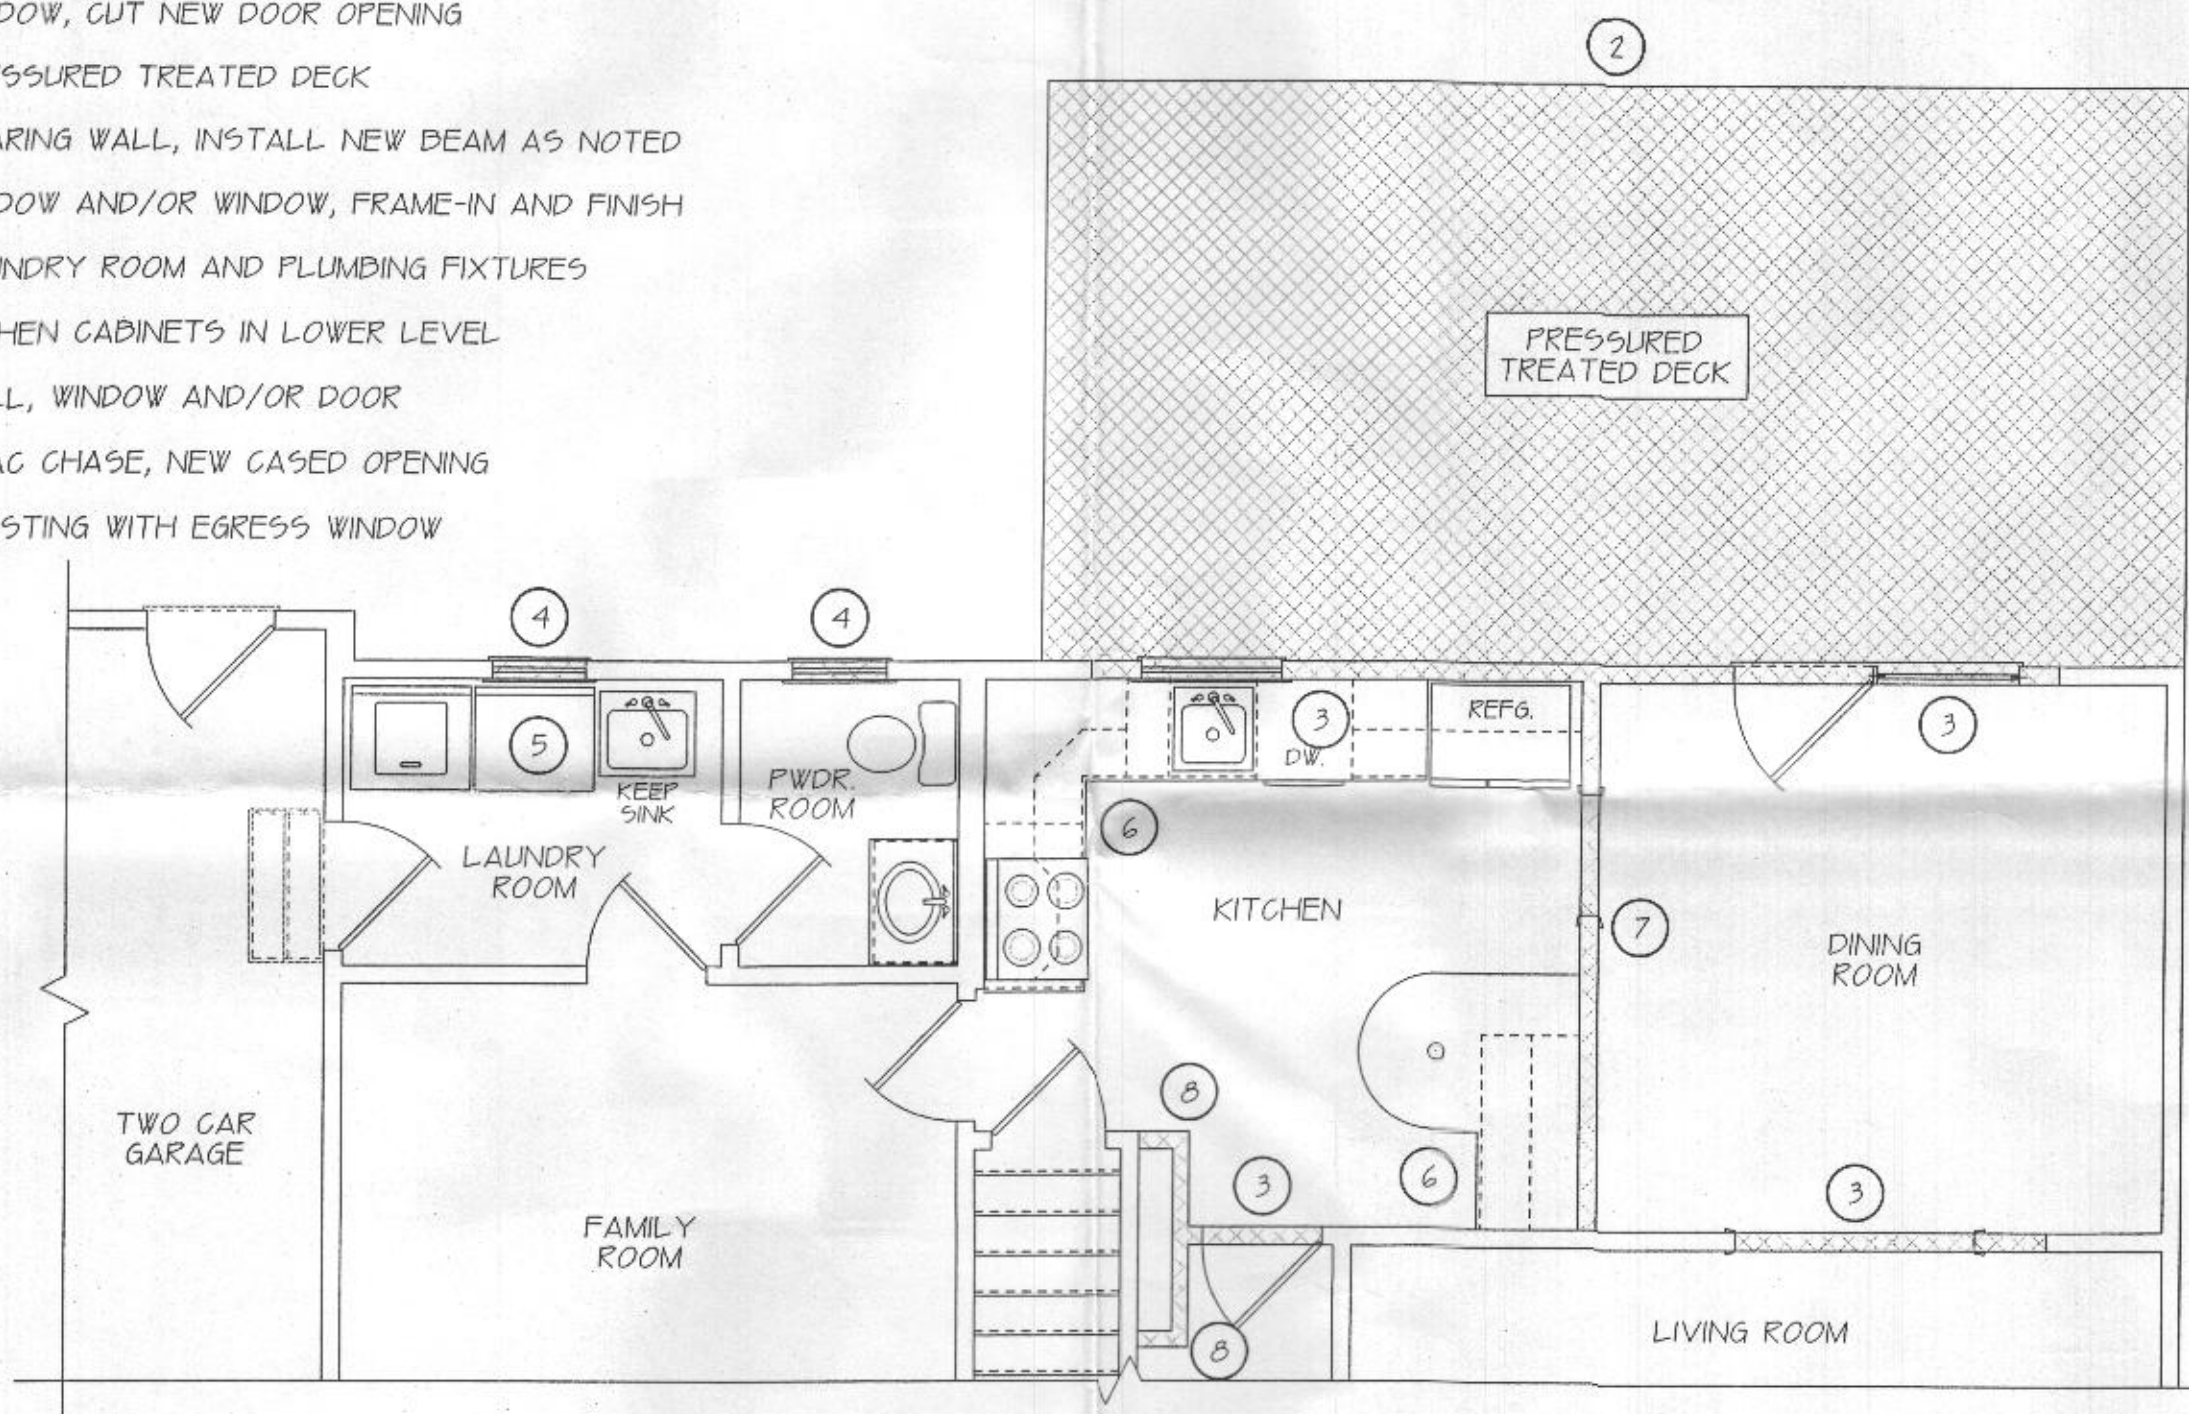 DOW, CUT NEW DOOR OPENING
SSURED TREATED DECK
ARING WALL, INSTALL NEW BEAM AS NOTED
DOW AND/OR WINDOW, FRAME-IN AND FINISH
NDRY ROOM AND PLUMBING FIXTURES
HEN CABINETS IN LOWER LEVEL
LL, WINDOW AND/OR DOOR
AC CHASE, NEW CASED OPENING
STING WITH EGRESS WINDOW
2
PRESSURED
TREATED DECK
4
4
5
KEEP
SINK
PWDR.
ROOM
3
DW.
REFG.
3
6
LAUNDRY
ROOM
KITCHEN
7
DINING
ROOM
TWO CAR
GARAGE
8
3
6
3
FAMILY
ROOM
8
LIVING ROOM